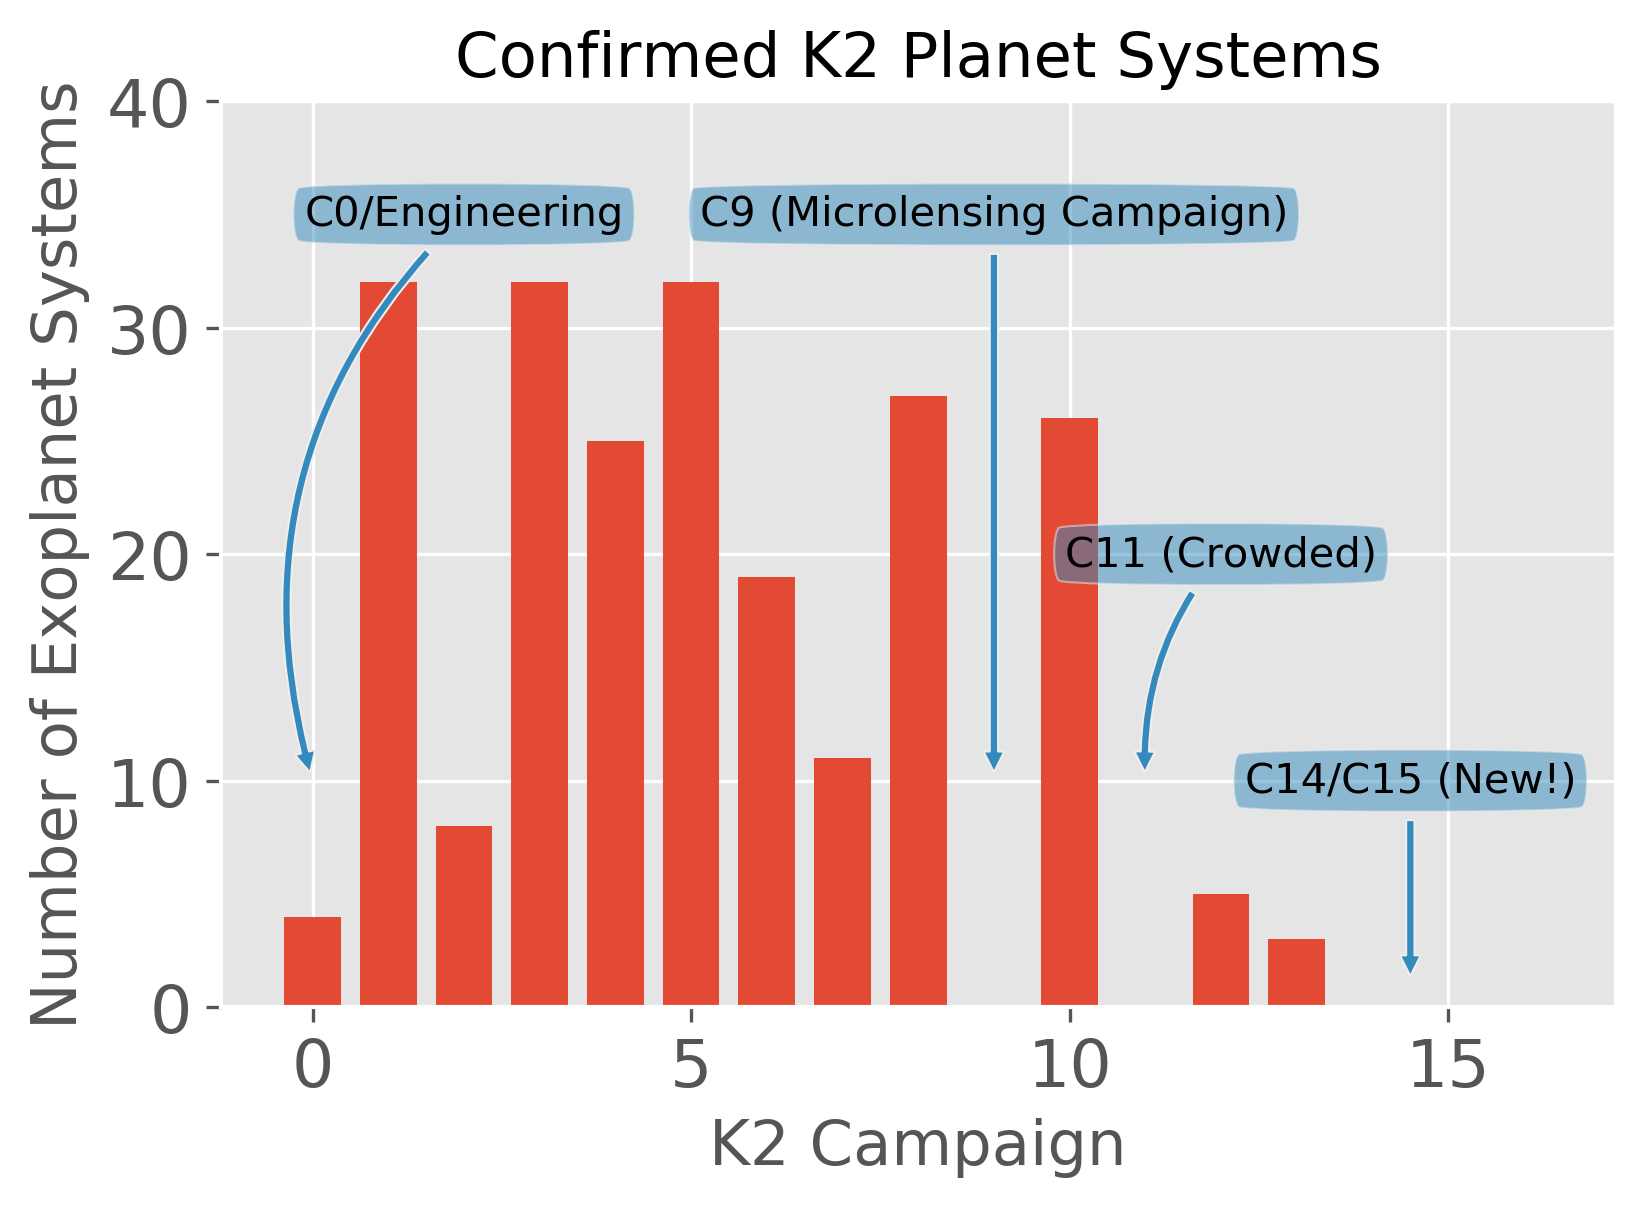 Confirmed K2 Planet Systems
Number of Exoplanet Systems
40
30
20
10
0
C0/Engineering
C9 (Microlensing Campaign)
C11 (Crowded)
C14/C15 (New!)
0 5 10 15
K2 Campaign